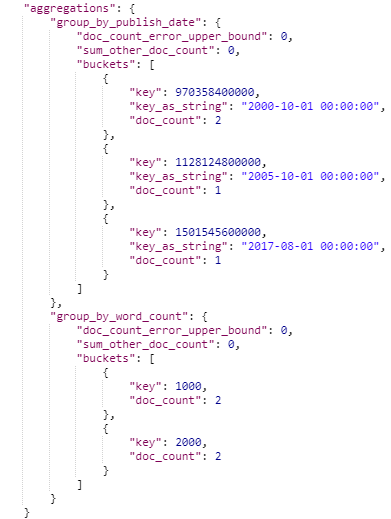 "aggregations": {
"group_by_publish_date": {
"doc_count_error_upper_bound": 0,
"sum_other_doc_count": 0,
"buckets": [
{
"key": 970358400000,
"key_as_string": "2000-10-01 00:00:00",
"doc_count": 2
},
{
"key": 1128124800000,
"key_as_string": "2005-10-01 00:00:00",
"doc_count": 1
},
{
"key": 1501545600000,
"key_as_string": "2017-08-01 00:00:00",
"doc_count": 1
}
]
},
"group_by_word_count": {
"doc_count_error_upper_bound": 0,
"sum_other_doc_count": 0,
"buckets": [
{
"key": 1000,
"doc_count": 2
},
{
"key": 2000,
"doc_count": 2
}
]
}
}